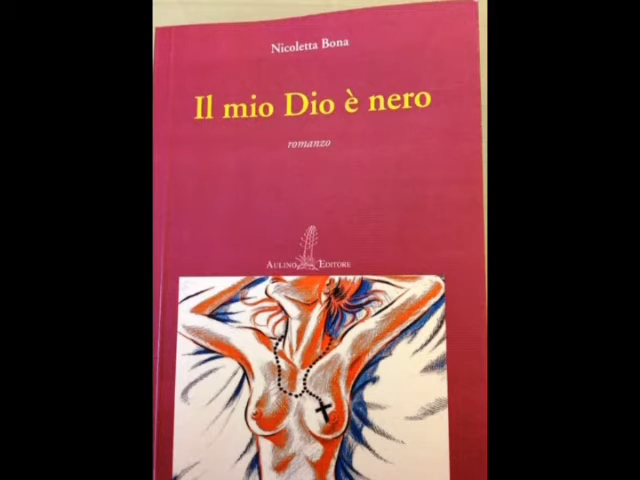 Nicoletta Bona
Il mio Dio è nero
romanzo
AULINO EDITORE